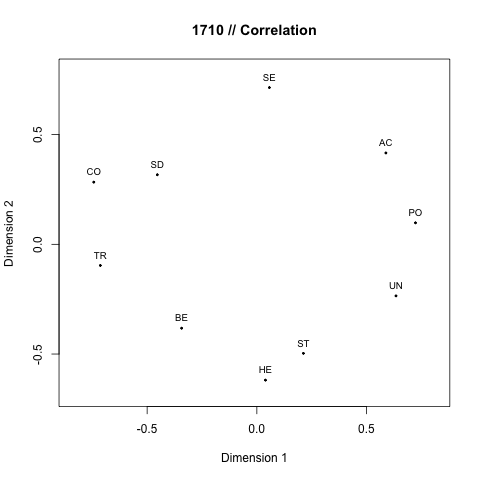 1710 // Correlation
SE
AC
SD
CO
PO
TR
UN
BE
ST
HE
0.5
0.0
-0.5
Dimension 2
-0.5
0.0
0.5
Dimension 1